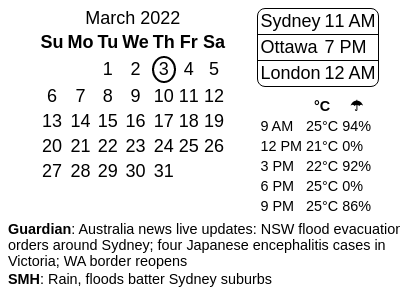 March 2022
Su Mo Tu We Th Fr Sa
1 2 3 4 5
6 7 8 9 10 11 12
13 14 15 16 17 18 19
20 21 22 23 24 25 26
27 28 29 30 31
Sydney 11 AM
Ottawa 7 PM
London 12 AM
°C ☂
9 AM 25°C 94%
12 PM 21°C 0%
3 PM 22°C 92%
6 PM 25°C 0%
9 PM 25°C 86%
Guardian: Australia news live updates: NSW flood evacuation
orders around Sydney; four Japanese encephalitis cases in
Victoria; WA border reopens
SMH: Rain, floods batter Sydney suburbs